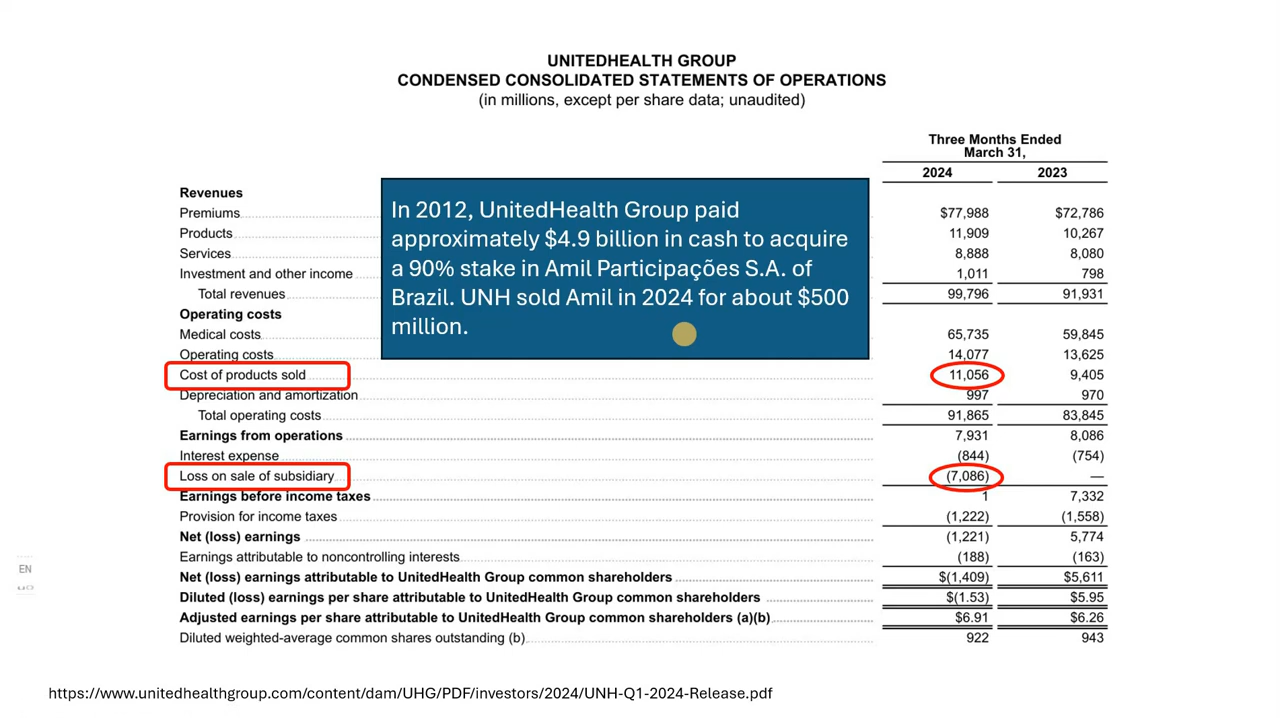 UNITEDHEALTH GROUP
CONDENSED CONSOLIDATED STATEMENTS OF OPERATIONS
(in millions, except per share data; unaudited)
Three Months Ended
March 31,
2024 2023
Revenues
Premiums $77,988 $72,786
Products 11,909 10,267
Services 8,888 8,080
Investment and other income 1,011 798
Total revenues 99,796 91,931
In 2012, UnitedHealth Group paid
approximately $4.9 billion in cash to acquire
a 90% stake in Amil Participações S.A. of
Brazil. UNH sold Amil in 2024 for about $500
million.
Operating costs
Medical costs 65,735 59,845
Operating costs 14,077 13,625
Cost of products sold 11,056 9,405
Depreciation and amortization 997 970
Total operating costs 91,865 83,845
Earnings from operations 7,931 8,086
Interest expense (844) (754)
Loss on sale of subsidiary (7,086) —
Earnings before income taxes 1 7,332
Provision for income taxes (1,222) (1,558)
Net (loss) earnings (1,221) 5,774
Earnings attributable to noncontrolling interests (188) (163)
Net (loss) earnings attributable to UnitedHealth Group common shareholders $(1,409) $5,611
Diluted (loss) earnings per share attributable to UnitedHealth Group common shareholders $(1.53) $5.95
Adjusted earnings per share attributable to UnitedHealth Group common shareholders (a)(b) $6.91 $6.26
Diluted weighted-average common shares outstanding (b) 922 943
EN
https://www.unitedhealthgroup.com/content/dam/UHG/PDF/investors/2024/UNH-Q1-2024-Release.pdf